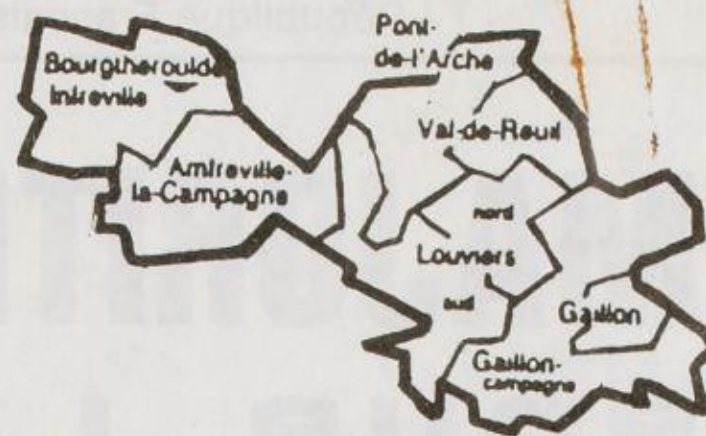 Pont-
de-l'Arche
Bourgtheroulde
Infreville
Val-de-Reuil
Amfreville-
la-Campagne
nord
Louviers
sud
Gaillon
Gaillon-
campagne